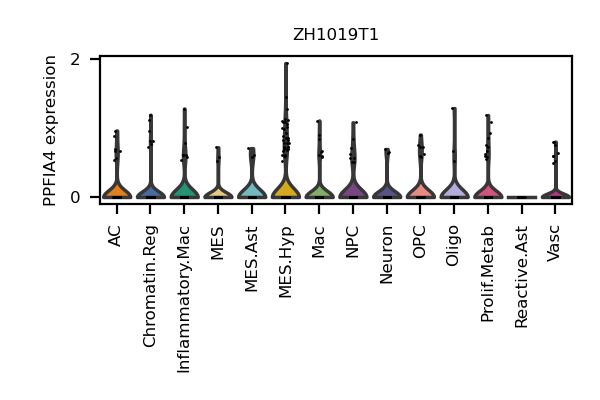 ZH1019T1
PPFIA4 expression
2
0
AC
Chromatin.Reg
Inflammatory.Mac
MES
MES.Ast
MES.Hyp
Mac
NPC
Neuron
OPC
Oligo
Prolif.Metab
Reactive.Ast
Vasc